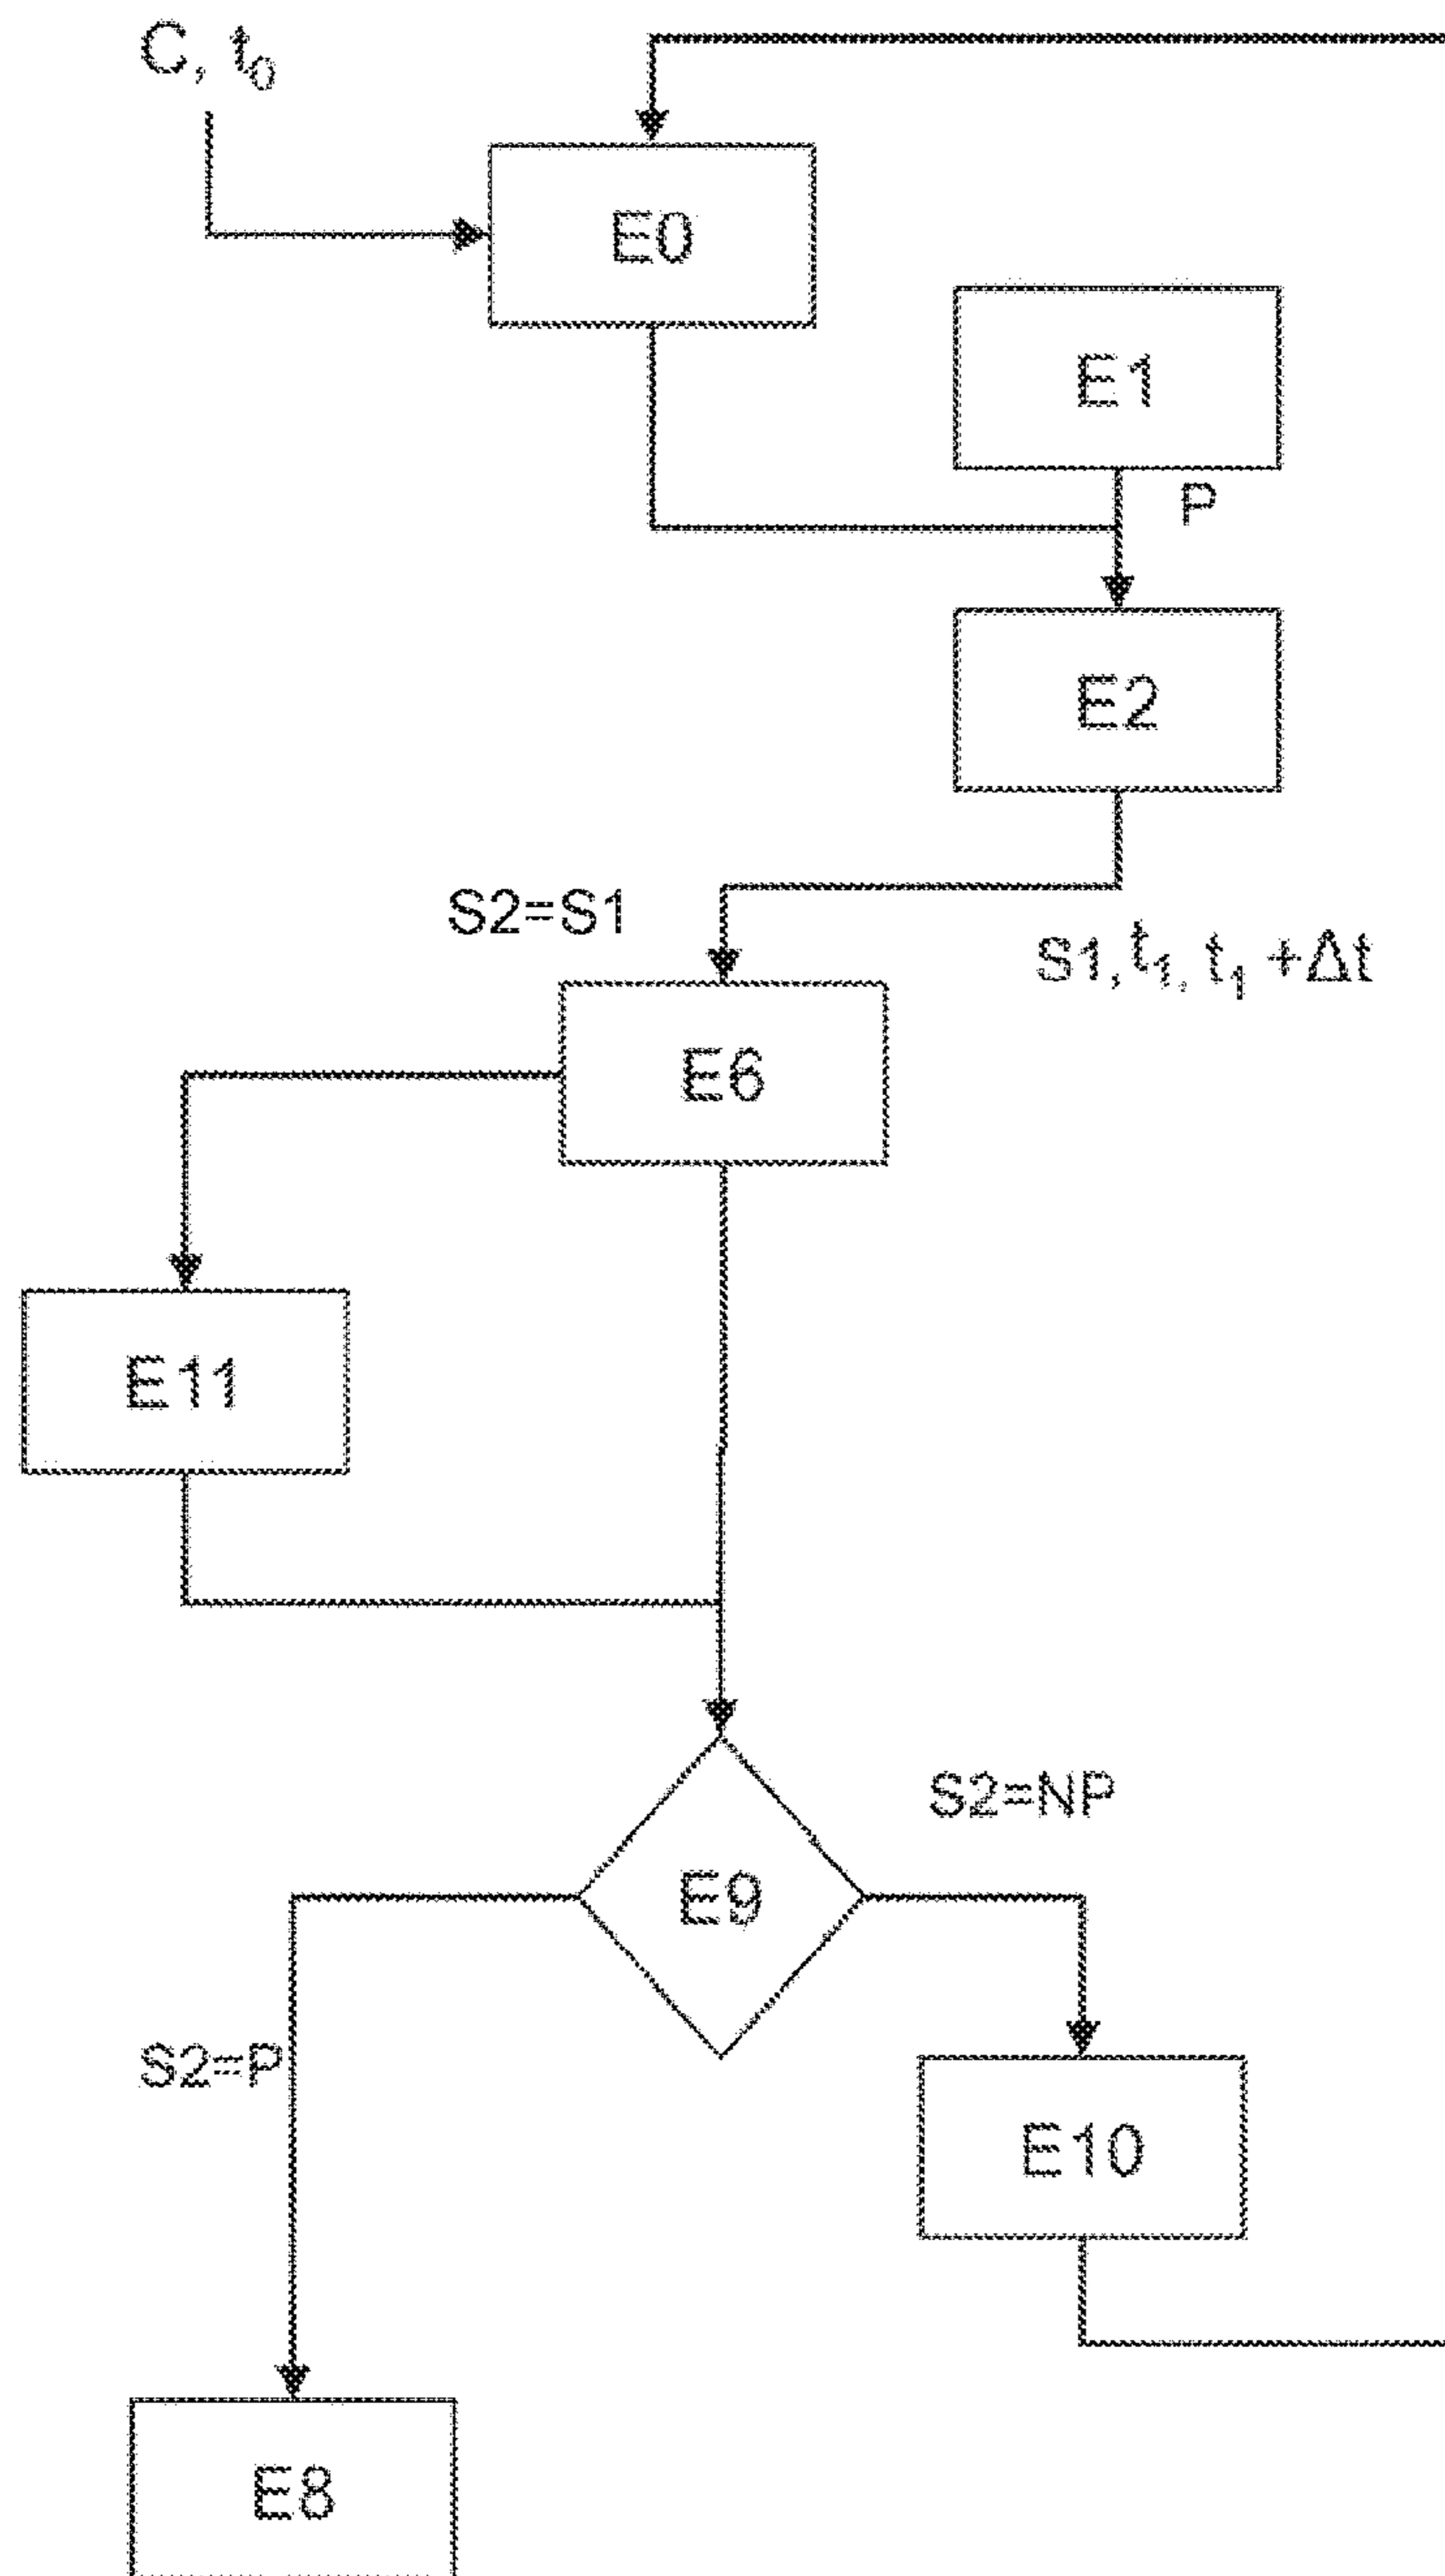 C, t₀
E0
E1
P
E2
S2=S1
S1, t₁, t₁ +Δt
E6
E11
S2=NP
E9
S2=P
E10
E8